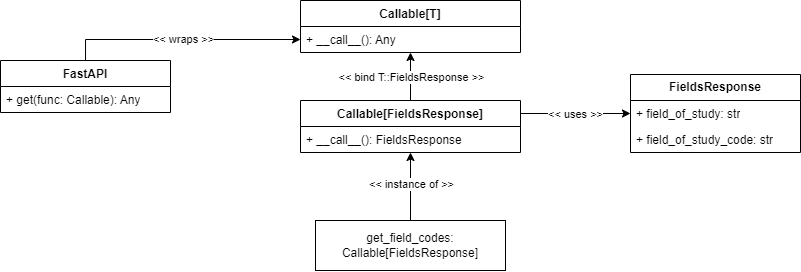 Callable[T]
+ __call__(): Any
<< wraps >>
FastAPI
+ get(func: Callable): Any
<< bind T::FieldsResponse >>
Callable[FieldsResponse]
+ __call__(): FieldsResponse
<< uses >>
FieldsResponse
+ field_of_study: str
+ field_of_study_code: str
<< instance of >>
get_field_codes:
Callable[FieldsResponse]